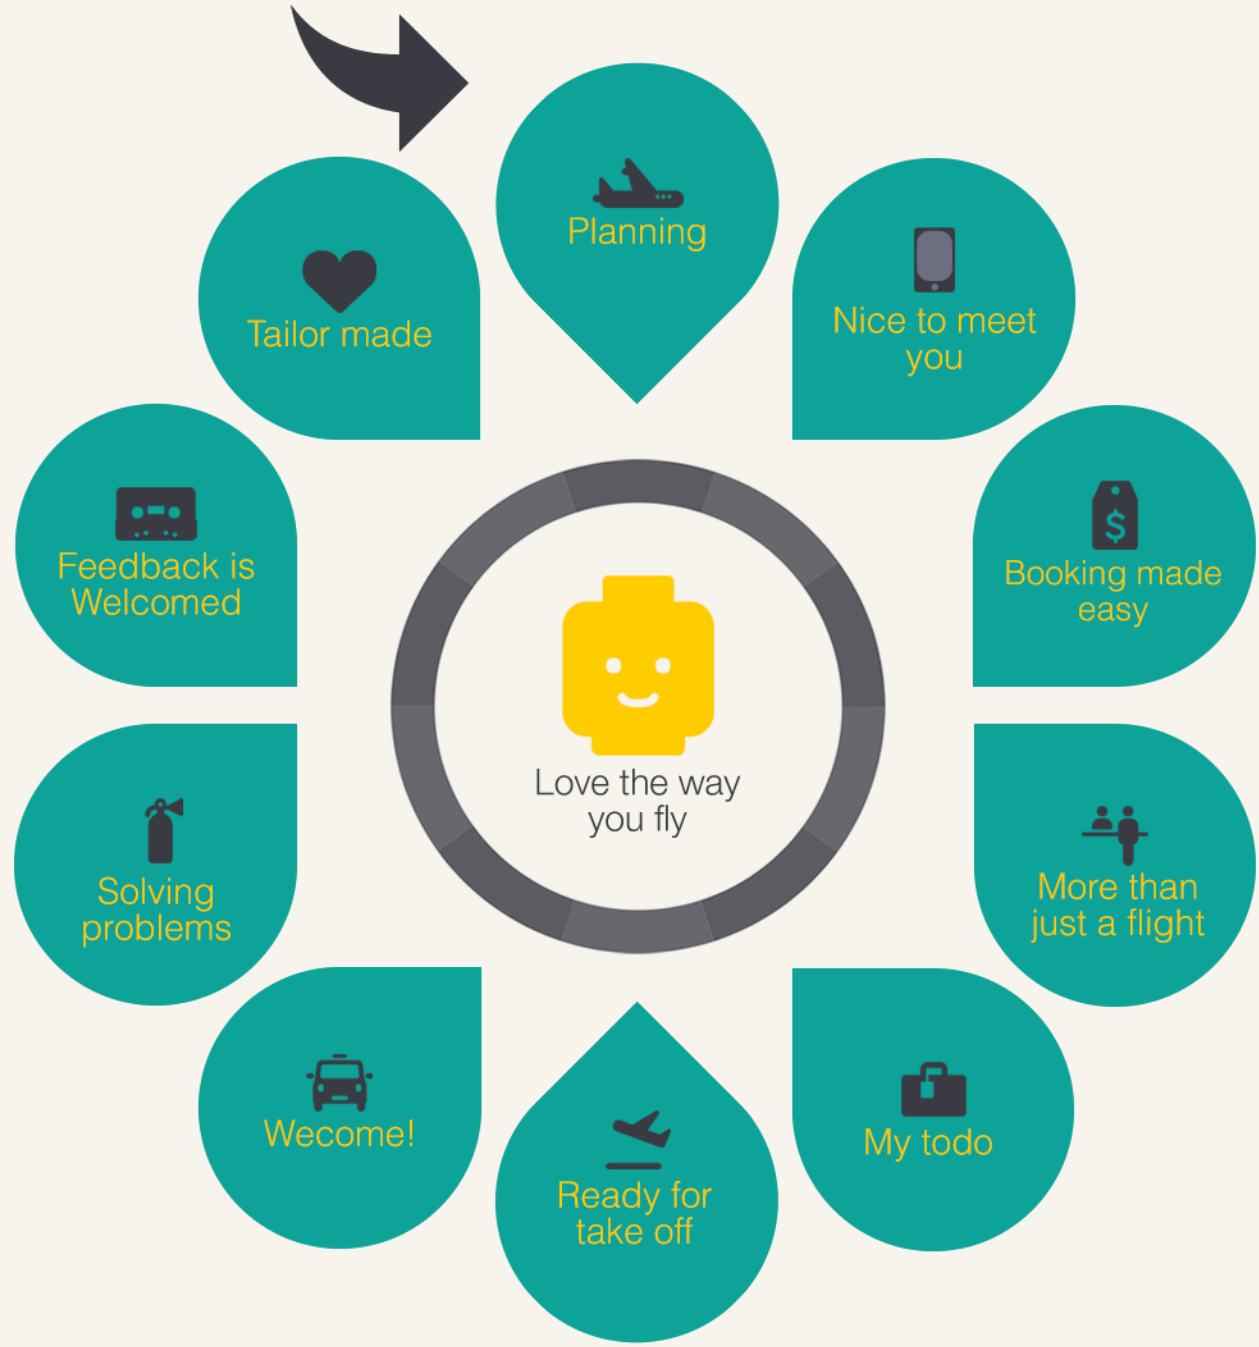 Planning
Nice to meet
you
Booking made
easy
$
More than
just a flight
My todo
Ready for
take off
Wecome!
Solving
problems
Feedback is
Welcomed
Tailor made
Love the way
you fly